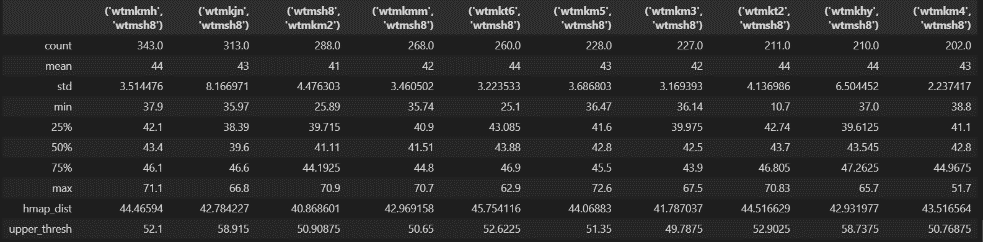 ('wtmkmh', ('wtmkjn', ('wtmsh8', ('wtmkmm', ('wtmkt6', ('wtmkm5', ('wtmkm3', ('wtmkt2', ('wtmkhy', ('wtmkm4',
'wtmsh8') 'wtmsh8') 'wtmkm2') 'wtmsh8') 'wtmsh8') 'wtmsh8') 'wtmsh8') 'wtmsh8') 'wtmsh8') 'wtmsh8')
count 343.0 313.0 288.0 268.0 260.0 228.0 227.0 211.0 210.0 202.0
mean 44 43 41 42 44 43 42 44 44 43
std 3.514476 8.166971 4.476303 3.460502 3.223533 3.686803 3.169393 4.136986 6.504452 2.237417
min 37.9 35.97 25.89 35.74 25.1 36.47 36.14 10.7 37.0 38.8
25% 42.1 38.39 39.715 40.9 43.085 41.6 39.975 42.74 39.6125 41.1
50% 43.4 39.6 41.11 41.51 43.88 42.8 42.5 43.7 43.545 42.8
75% 46.1 46.6 44.1925 44.8 46.9 45.5 43.9 46.805 47.2625 44.9675
max 71.1 66.8 70.9 70.7 62.9 72.6 67.5 70.83 65.7 51.7
hmap_dist 44.46594 42.784227 40.868601 42.969158 45.754116 44.06883 41.787037 44.516629 42.931977 43.516564
upper_thresh 52.1 58.915 50.90875 50.65 52.6225 51.35 49.7875 52.9025 58.7375 50.76875